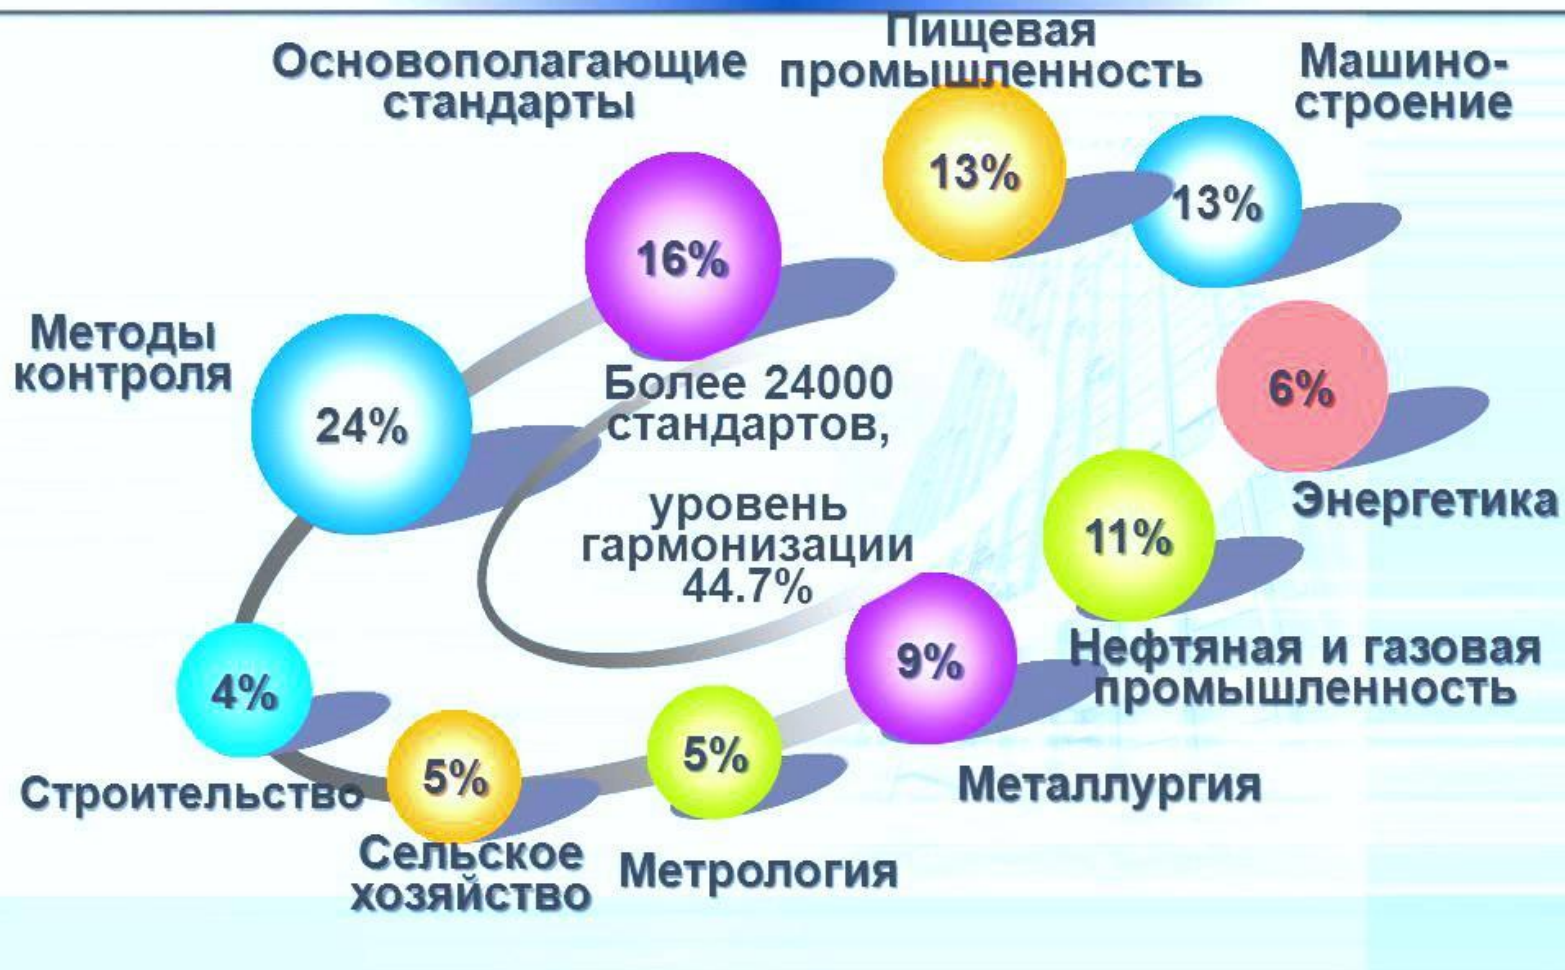 Основополагающие
стандарты
16%
Пищевая
промышленность
13%
Машино-
строение
13%
Методы
контроля
24%
Более 24000
стандартов,
уровень
гармонизации
44.7%
6%
Энергетика
11%
Нефтяная и газовая
промышленность
9%
Металлургия
4%
Строительство
5%
Сельское
хозяйство
5%
Метрология